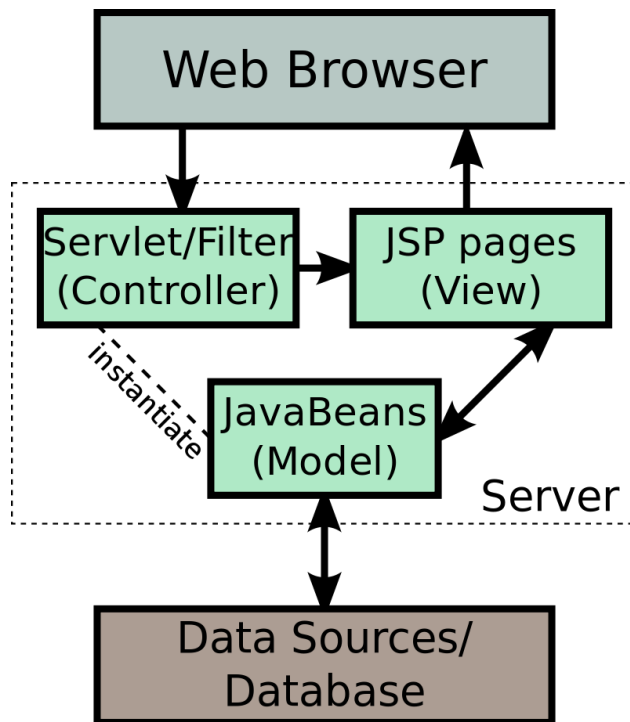 Web Browser
Servlet/Filter
(Controller)
JSP pages
(View)
instantiate
JavaBeans
(Model)
Server
Data Sources/
Database